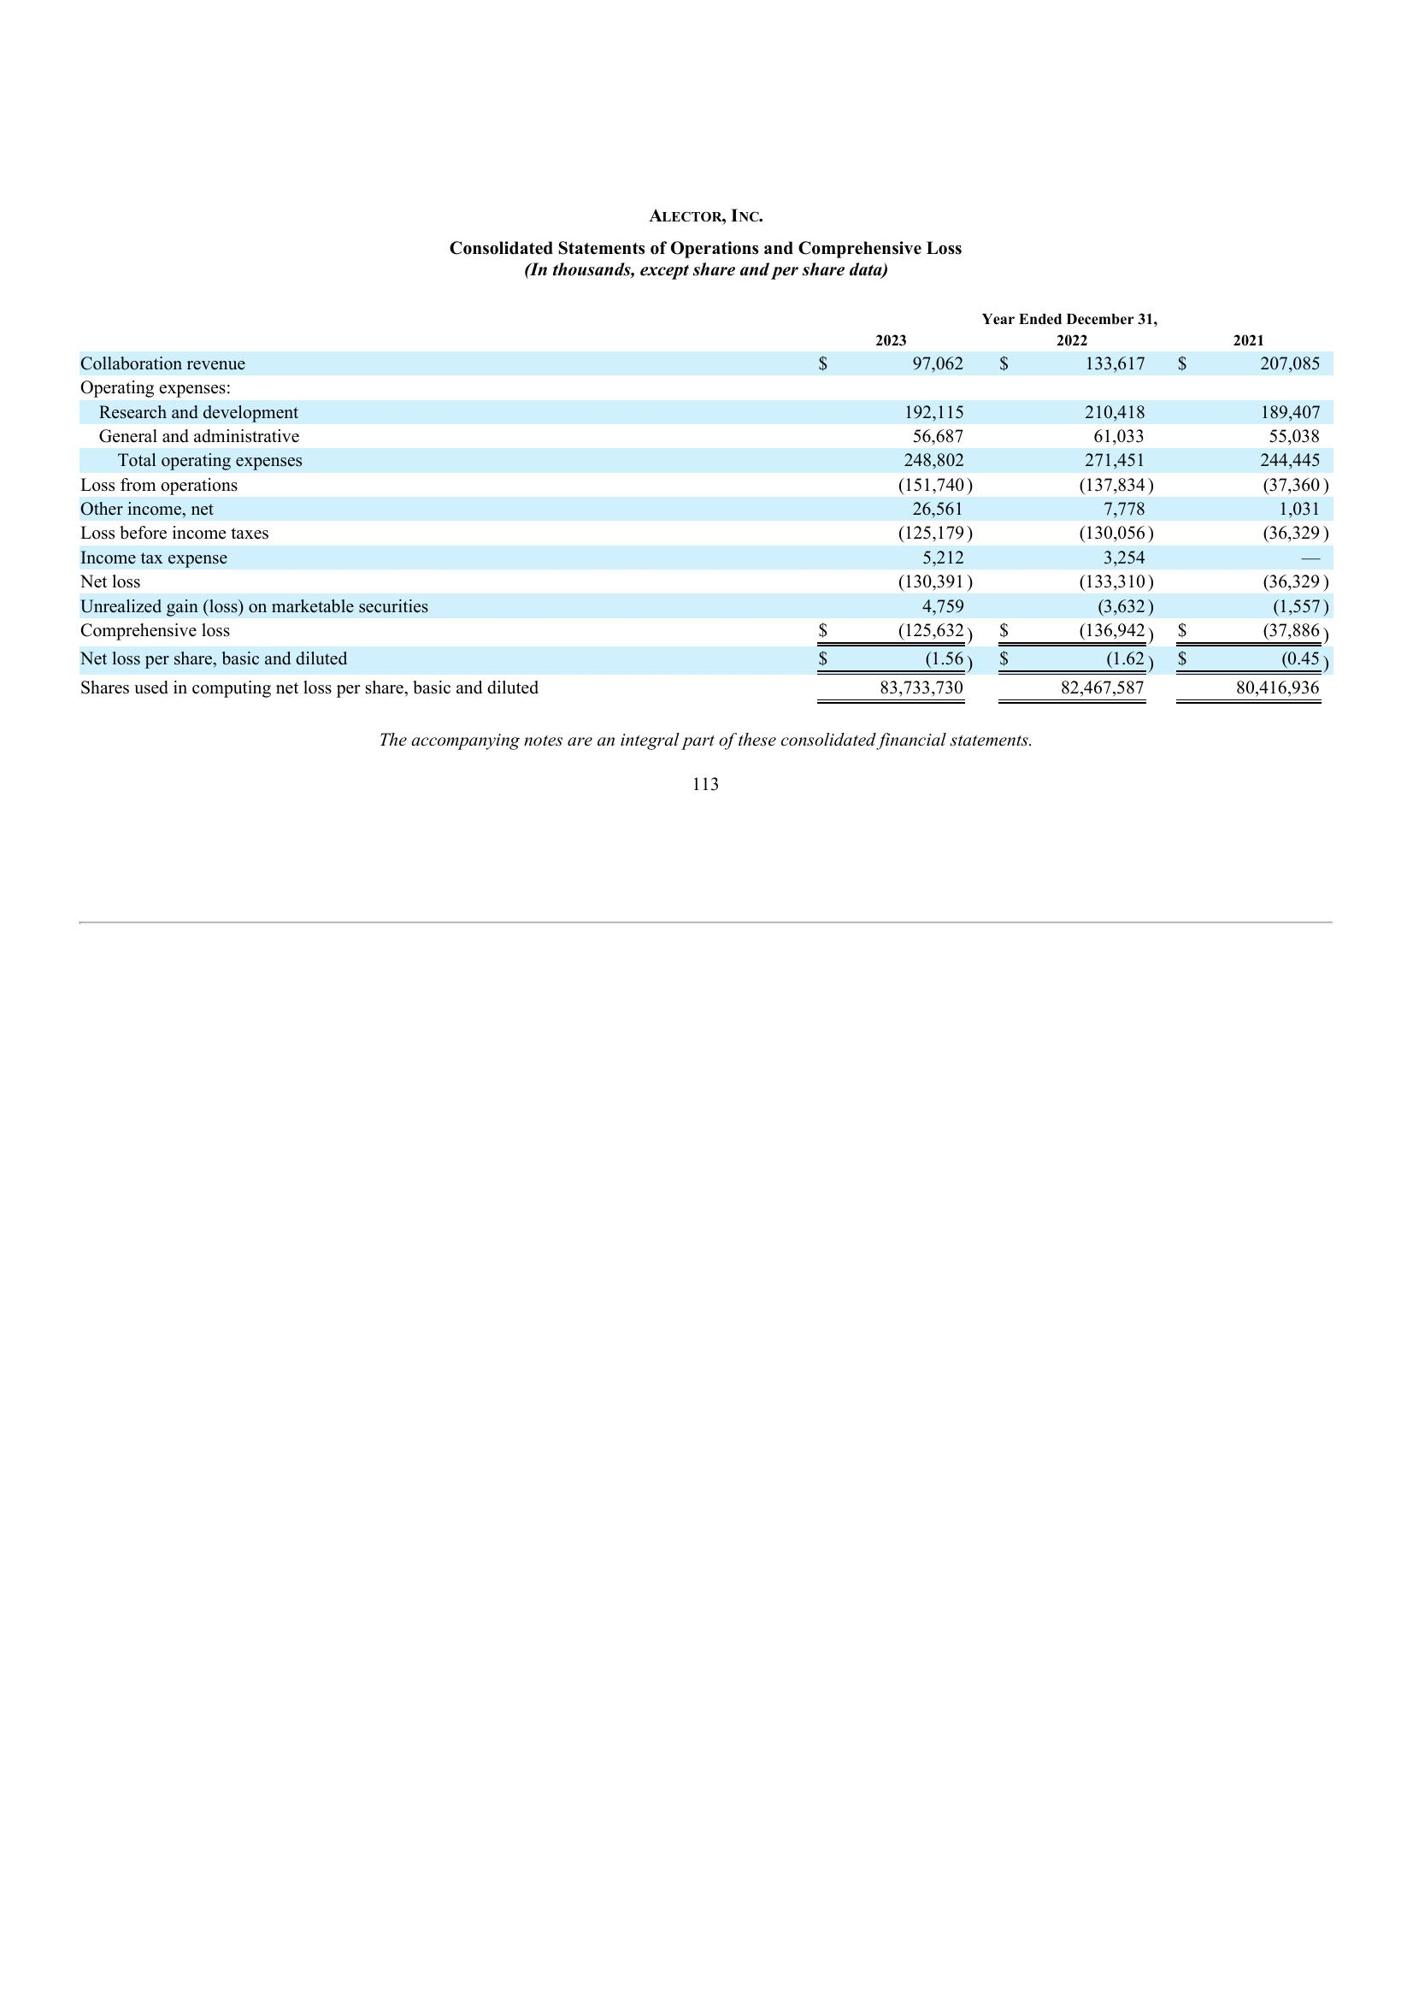 ALECTOR, INC.
Consolidated Statements of Operations and Comprehensive Loss
(In thousands, except share and per share data)
Year Ended December 31,
2023 2022 2021
Collaboration revenue $ 97,062 $ 133,617 $ 207,085
Operating expenses:
Research and development 192,115 210,418 189,407
General and administrative 56,687 61,033 55,038
Total operating expenses 248,802 271,451 244,445
Loss from operations (151,740) (137,834) (37,360)
Other income, net 26,561 7,778 1,031
Loss before income taxes (125,179) (130,056) (36,329)
Income tax expense 5,212 3,254 —
Net loss (130,391) (133,310) (36,329)
Unrealized gain (loss) on marketable securities 4,759 (3,632) (1,557)
Comprehensive loss $ (125,632) $ (136,942) $ (37,886)
Net loss per share, basic and diluted $ (1.56) $ (1.62) $ (0.45)
Shares used in computing net loss per share, basic and diluted 83,733,730 82,467,587 80,416,936
The accompanying notes are an integral part of these consolidated financial statements.
113